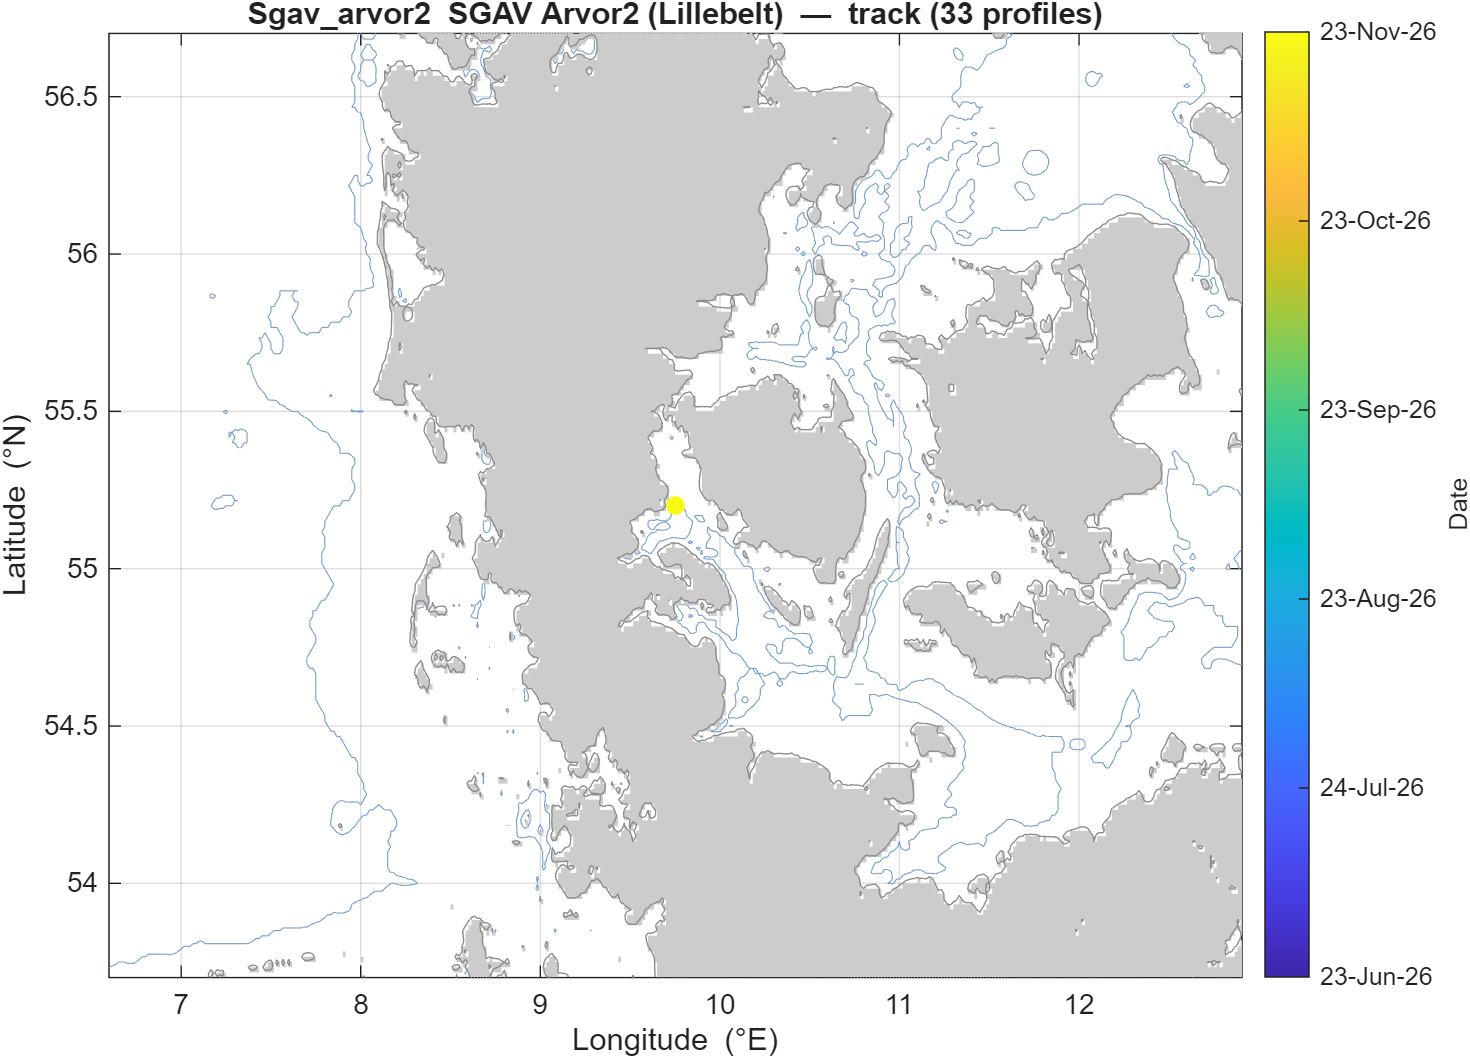 Sgav_arvor2  SGAV Arvor2 (Lillebelt)  —  track (33 profiles)
56.5
56
55.5
55
54.5
54
Latitude  (°N)
7
8
9
10
11
12
Longitude  (°E)
23-Nov-26
23-Oct-26
23-Sep-26
23-Aug-26
24-Jul-26
23-Jun-26
Date